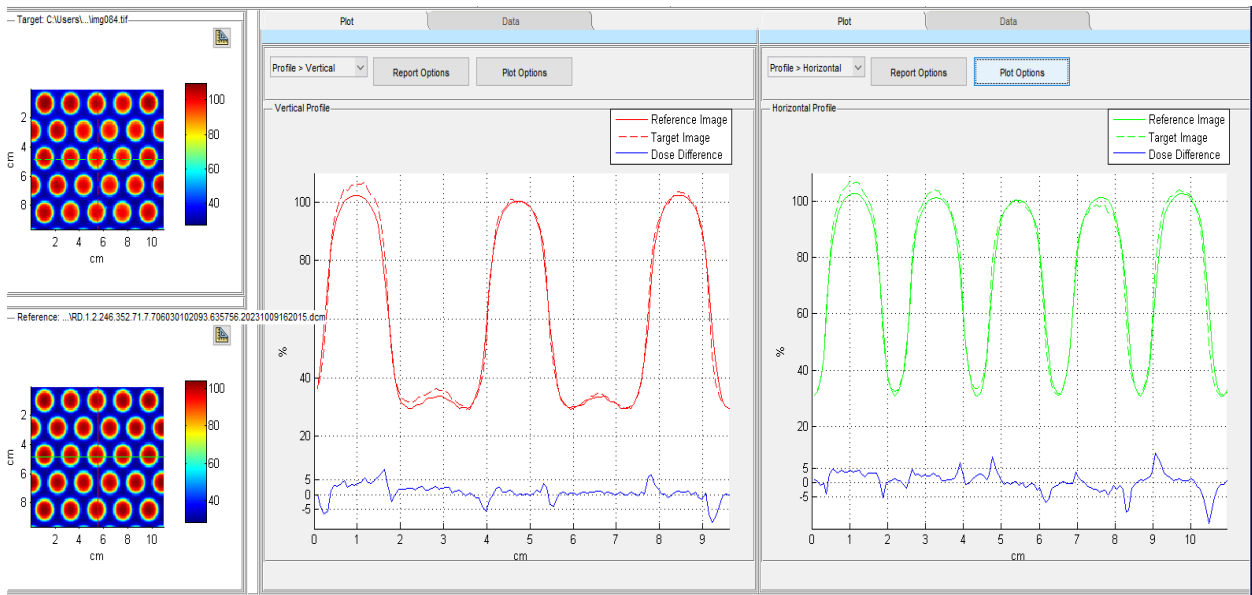 Target: C:\Users\...\img084.tif
100
80
60
40
2
4
6
8
cm
2 4 6 8 10
cm
Reference: ...\RD.1.2.246.352.71.7.706030102093.635756.20231009162015.dcm
100
80
60
40
2
4
6
8
cm
2 4 6 8 10
cm
Plot Data
Profile > Vertical Report Options Plot Options
Vertical Profile
Reference Image
Target Image
Dose Difference
100
80
%
40
20
5
0
-5
0 1 2 3 4 5 6 7 8 9
cm
Plot Data
Profile > Horizontal Report Options Plot Options
Horizontal Profile
Reference Image
Target Image
Dose Difference
100
80
60
%
40
20
5
0
-5
0 1 2 3 4 5 6 7 8 9 10
cm